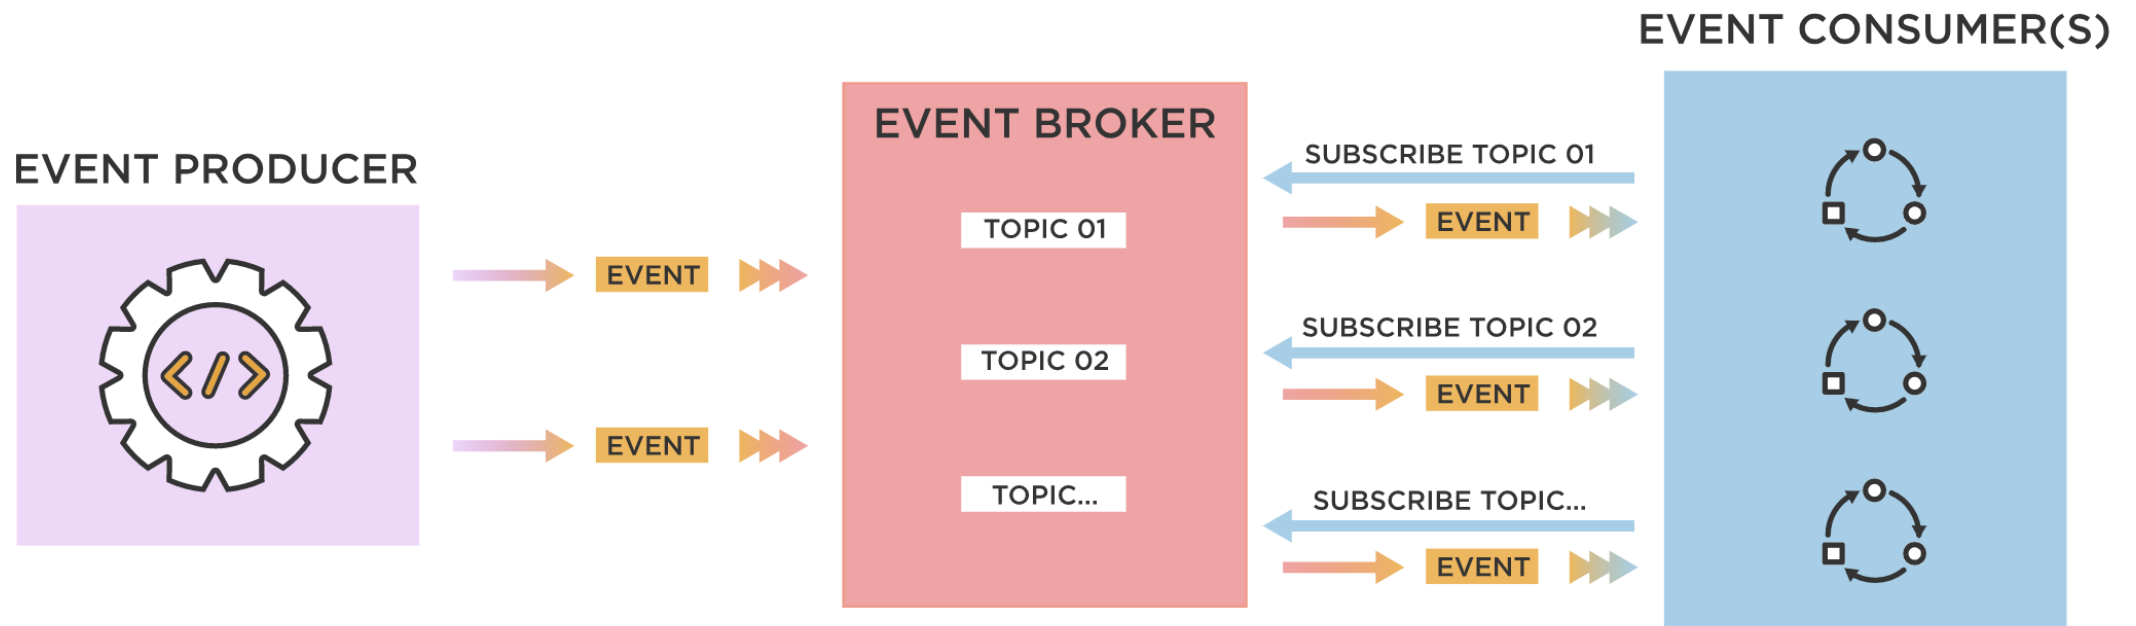 EVENT PRODUCER
</>
EVENT
EVENT
EVENT BROKER
TOPIC 01
TOPIC 02
TOPIC...
SUBSCRIBE TOPIC 01
EVENT
SUBSCRIBE TOPIC 02
EVENT
SUBSCRIBE TOPIC...
EVENT
EVENT CONSUMER(S)